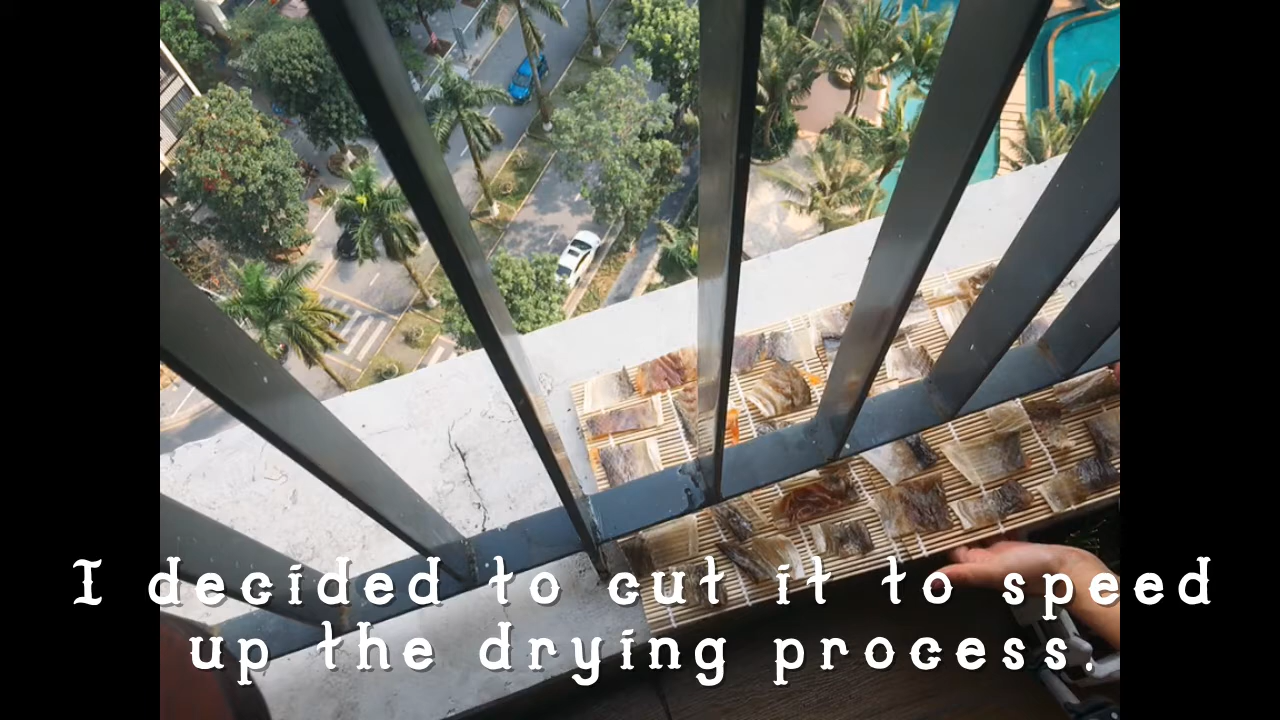 I decided to cut it to speed
up the drying process.